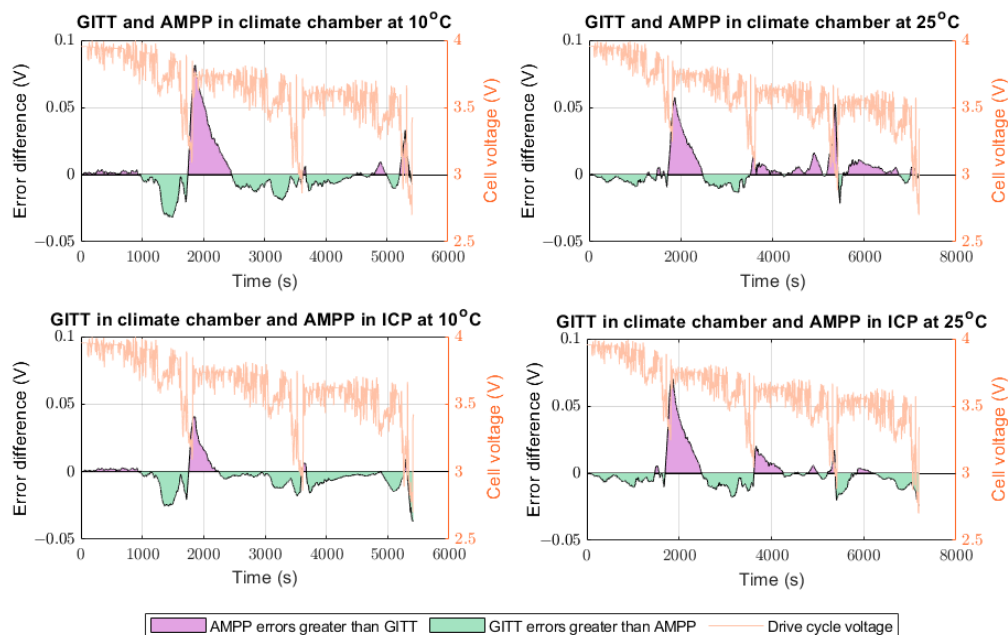 GITT and AMPP in climate chamber at 10°C
0.1
0.05
0
−0.05
Error difference (V)
4
3.5
3
2.5
Cell voltage (V)
0 1000 2000 3000 4000 5000 6000
Time (s)
GITT and AMPP in climate chamber at 25°C
0.1
0.05
0
−0.05
Error difference (V)
4
3.5
3
2.5
Cell voltage (V)
0 2000 4000 6000 8000
Time (s)
GITT in climate chamber and AMPP in ICP at 10°C
0.1
0.05
0
−0.05
Error difference (V)
4
3.5
3
2.5
Cell voltage (V)
0 1000 2000 3000 4000 5000 6000
Time (s)
GITT in climate chamber and AMPP in ICP at 25°C
0.1
0.05
0
−0.05
Error difference (V)
4
3.5
3
2.5
Cell voltage (V)
0 2000 4000 6000 8000
Time (s)
AMPP errors greater than GITT GITT errors greater than AMPP Drive cycle voltage